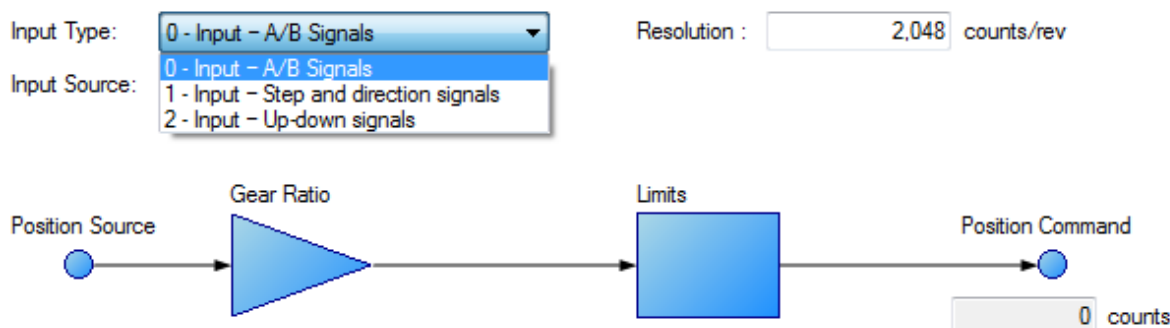 Input Type: 0 - Input – A/B Signals Resolution : 2,048 counts/rev
0 - Input – A/B Signals
Input Source:
1 - Input – Step and direction signals
2 - Input – Up-down signals
Gear Ratio Limits
Position Source Position Command
0 counts